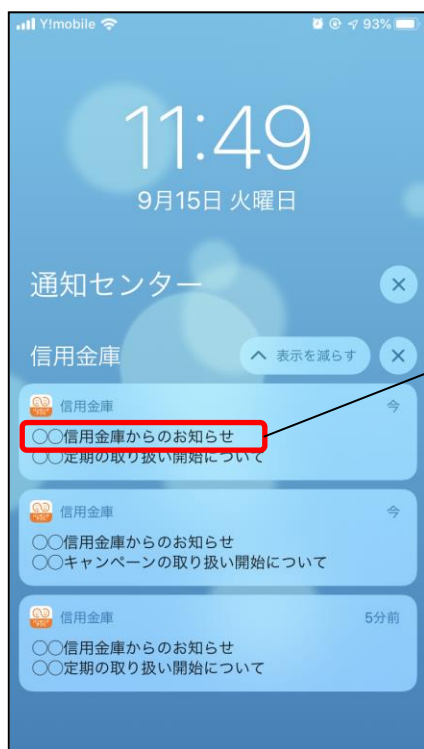 Y!mobile 93%
11:49
9月15日 火曜日
通知センター
信用金庫 表示を減らす
信用金庫 今
○○信用金庫からのお知らせ
○○定期の取り扱い開始について
信用金庫 今
○○信用金庫からのお知らせ
○○キャンペーンの取り扱い開始について
信用金庫 5分前
○○信用金庫からのお知らせ
○○定期の取り扱い開始について